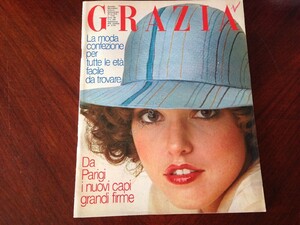 GRAZIA
La moda
confezione
per
tutte le età
facile
da trovare
Da
Parigi
i nuovi capi
grandi firme